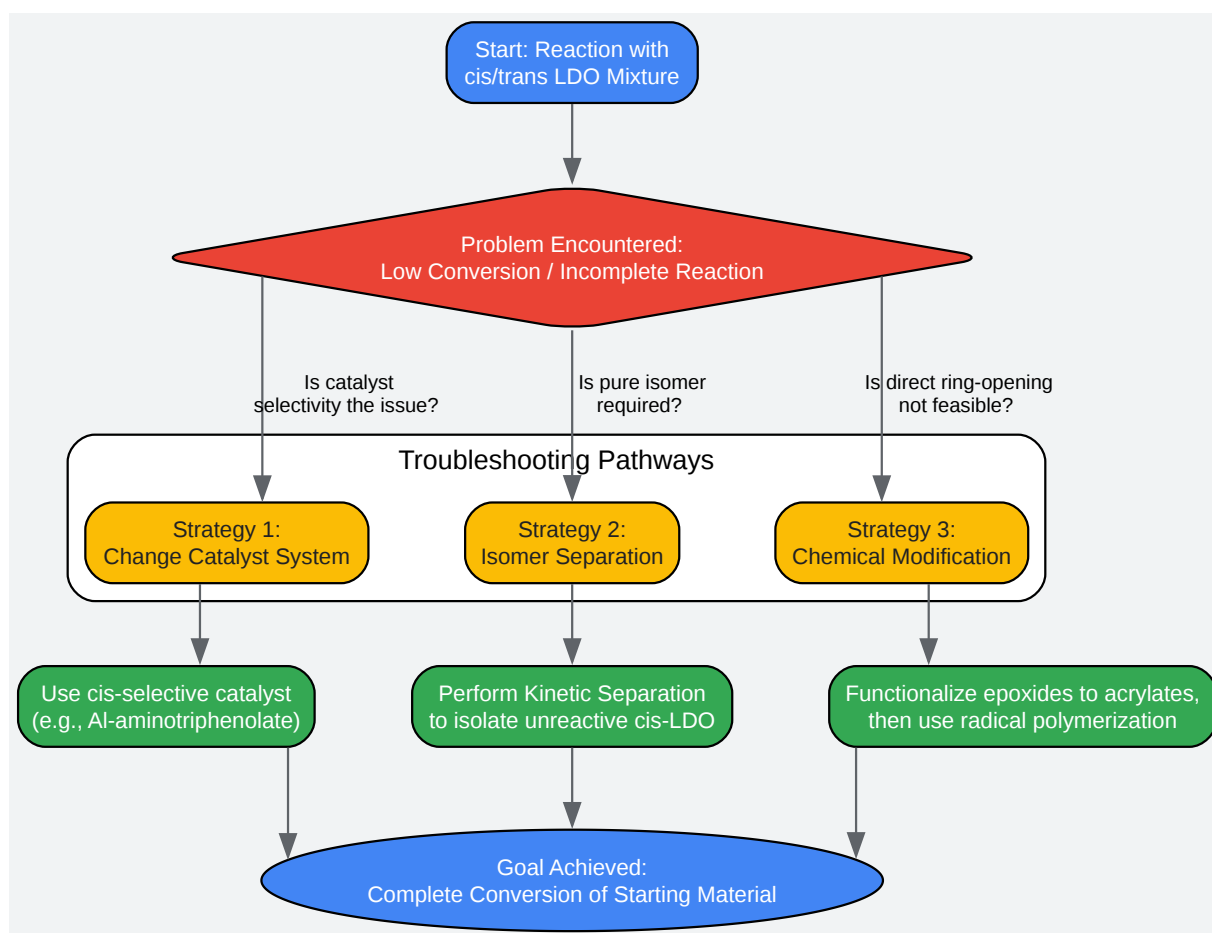 Start: Reaction with
cis/trans LDO Mixture
Problem Encountered:
Low Conversion / Incomplete Reaction
Is catalyst
selectivity the issue?
Is pure isomer
required?
Is direct ring-opening
not feasible?
Troubleshooting Pathways
Strategy 1:
Change Catalyst System
Strategy 2:
Isomer Separation
Strategy 3:
Chemical Modification
Use cis-selective catalyst
(e.g., Al-aminotriphenolate)
Perform Kinetic Separation
to isolate unreactive cis-LDO
Functionalize epoxides to acrylates,
then use radical polymerization
Goal Achieved:
Complete Conversion of Starting Material